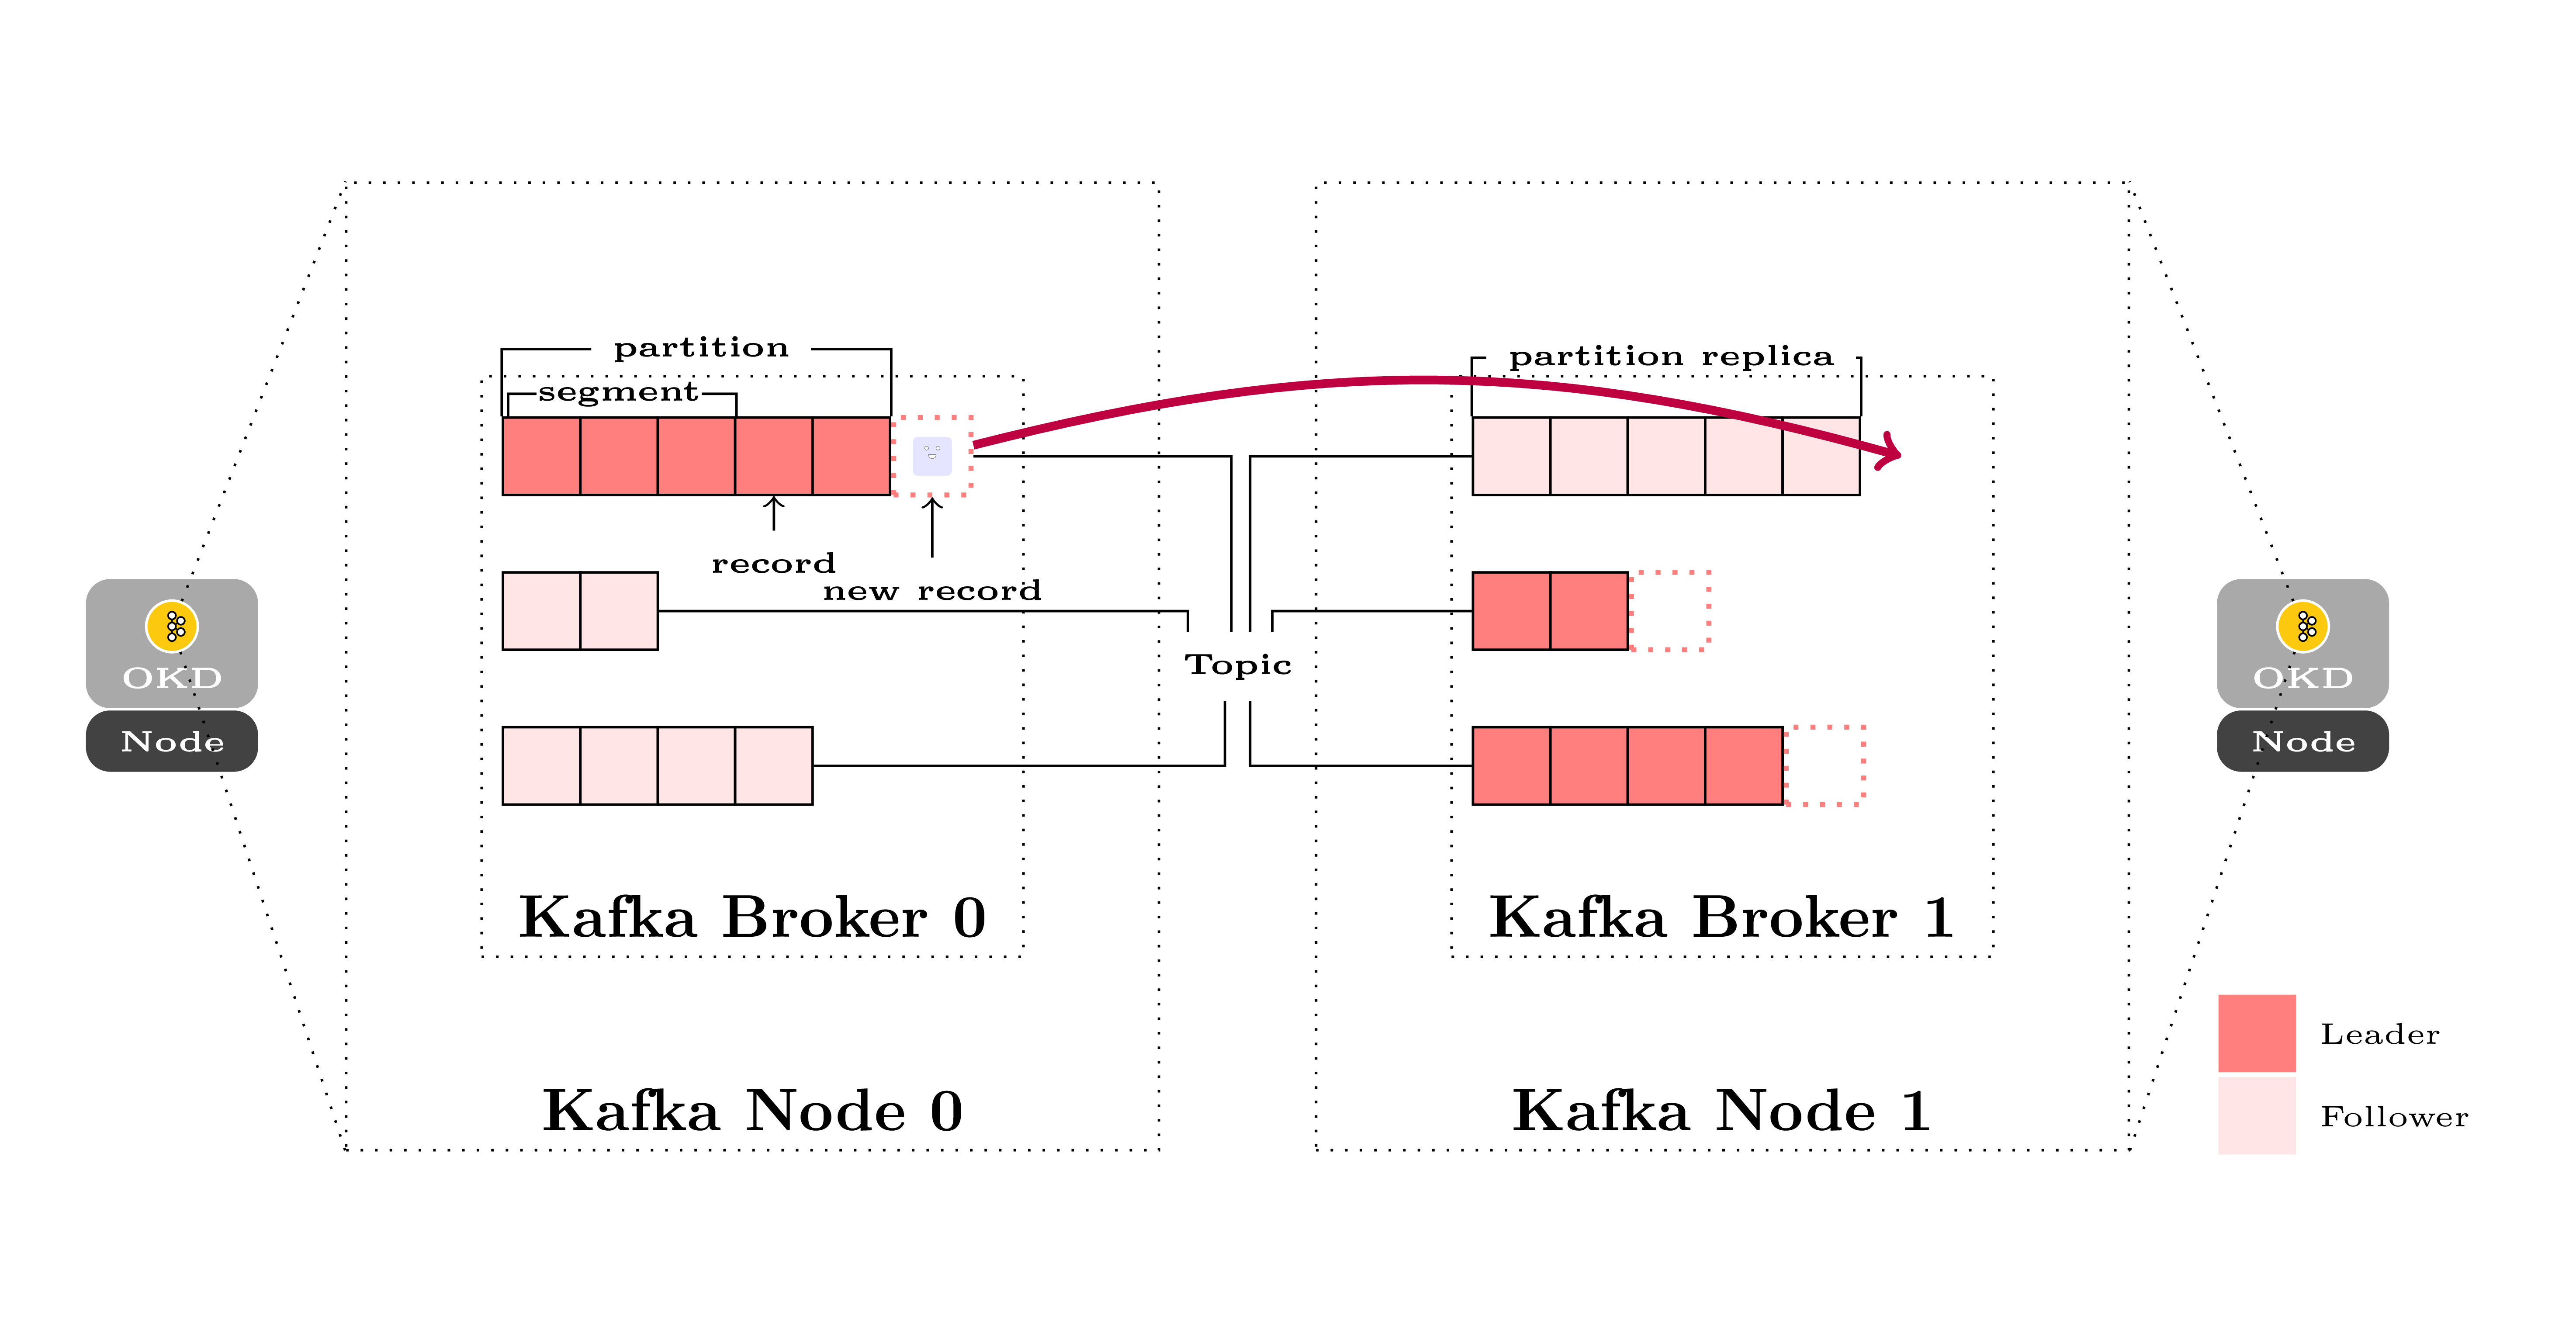 partition
partition replica
segment
record
new record
OKD
Node
Topic
OKD
Node
Kafka Broker 0
Kafka Broker 1
Kafka Node 0
Kafka Node 1
Leader
Follower